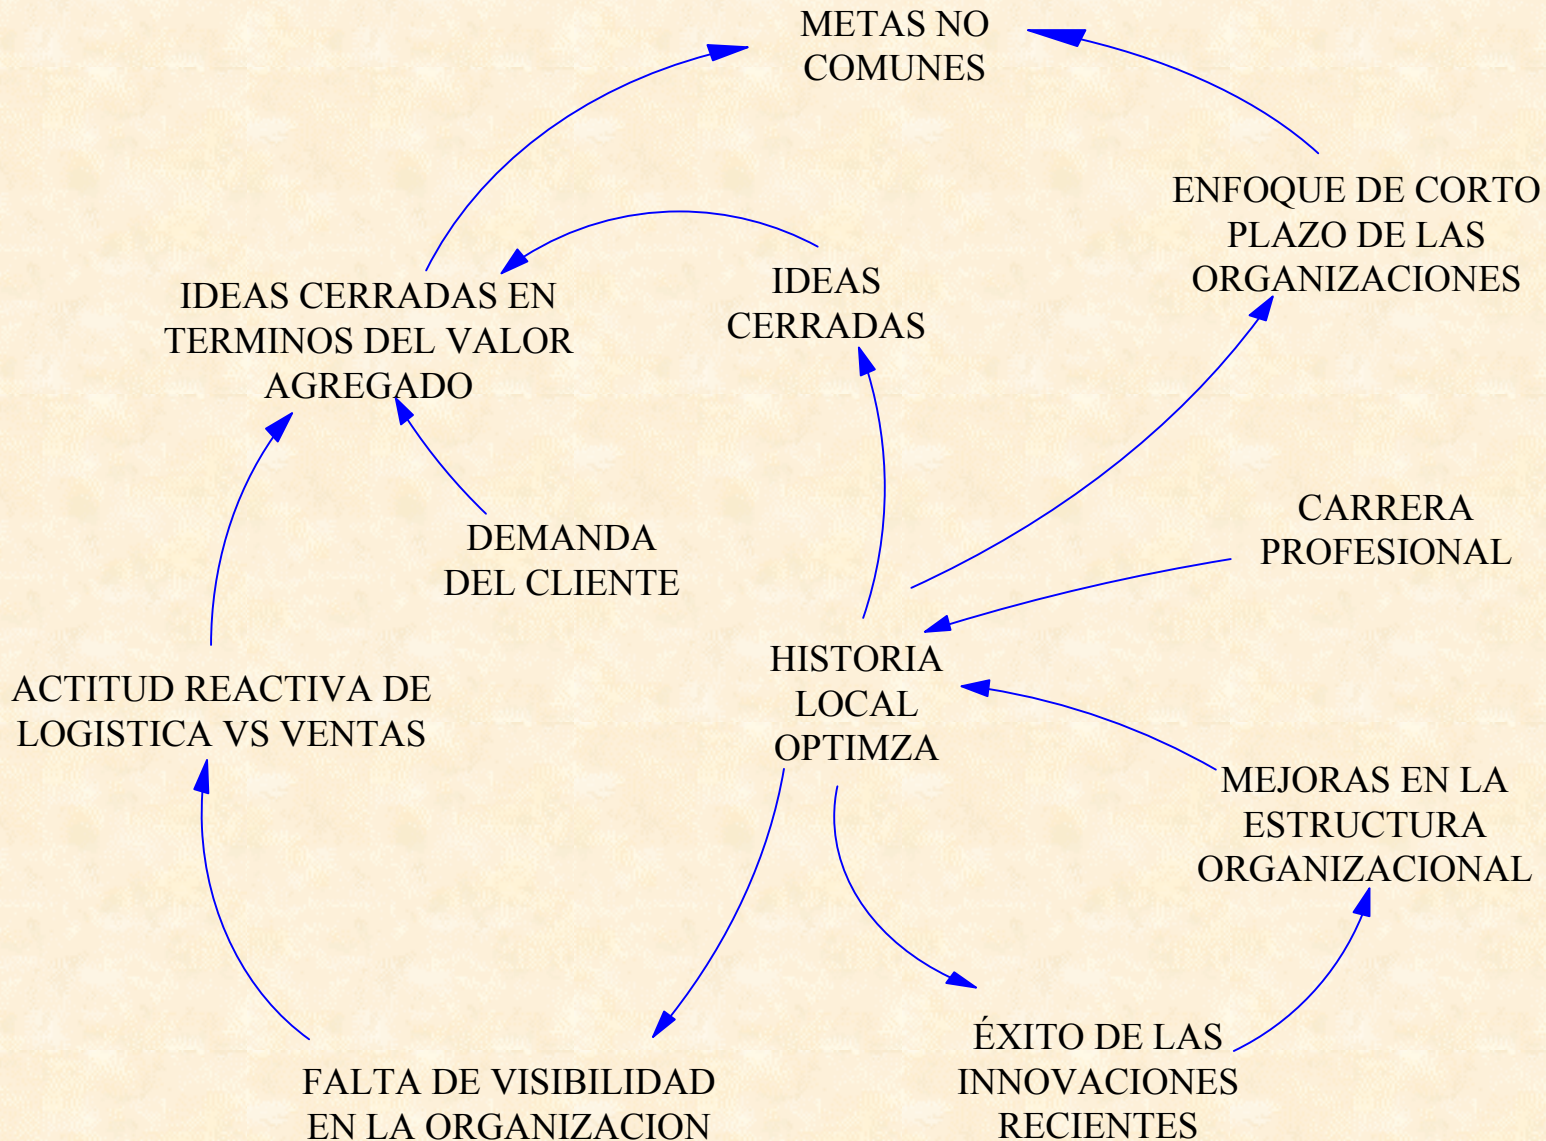 METAS NO
COMUNES
ENFOQUE DE CORTO
PLAZO DE LAS
ORGANIZACIONES
IDEAS CERRADAS EN
TERMINOS DEL VALOR
AGREGADO
IDEAS
CERRADAS
CARRERA
PROFESIONAL
DEMANDA
DEL CLIENTE
HISTORIA
LOCAL
OPTIMZA
ACTITUD REACTIVA DE
LOGISTICA VS VENTAS
MEJORAS EN LA
ESTRUCTURA
ORGANIZACIONAL
ÉXITO DE LAS
INNOVACIONES
RECIENTES
FALTA DE VISIBILIDAD
EN LA ORGANIZACION